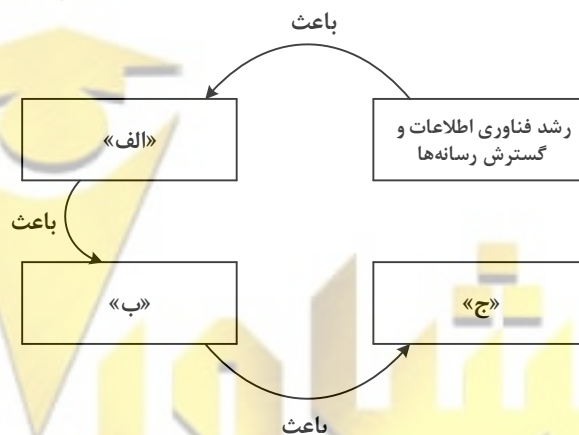 باعث
رشد فناوری اطلاعات و
گسترش رسانه‌ها
«الف»
باعث
«ج»
«ب»
باعث